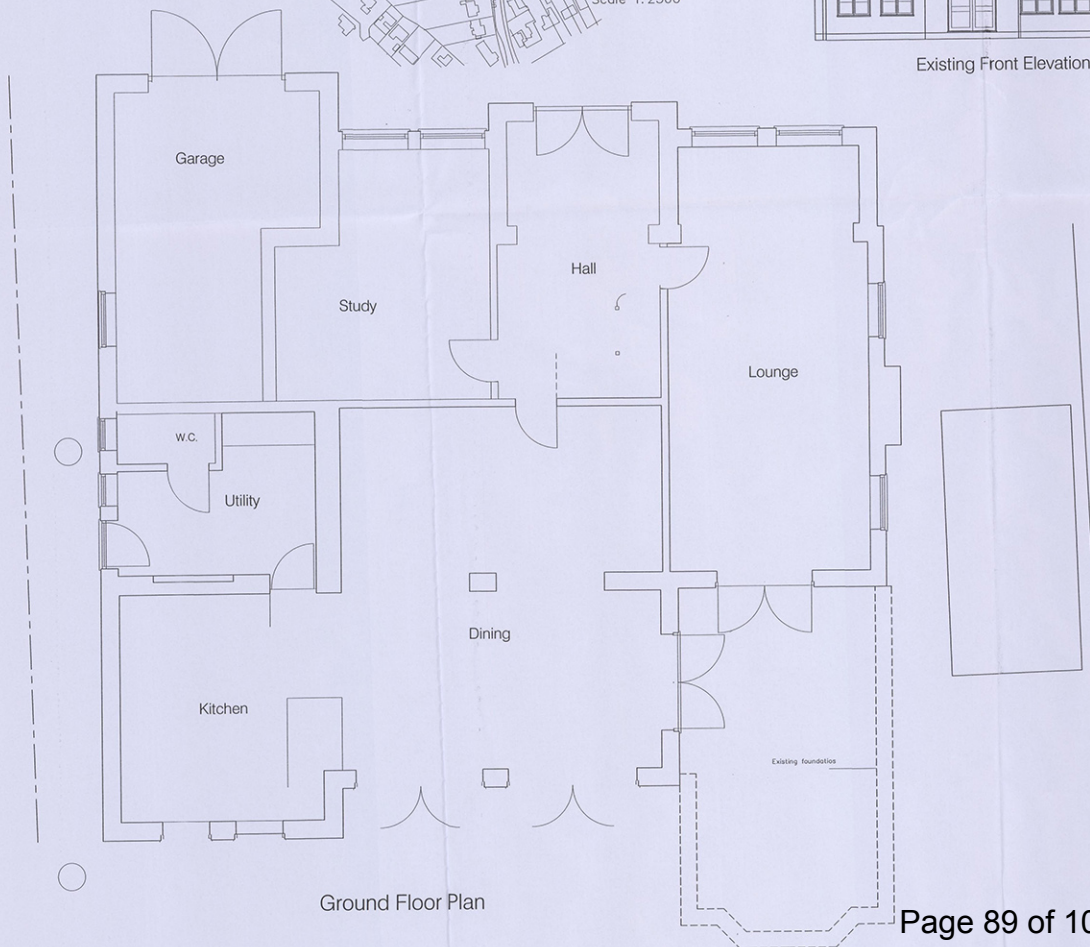 Scale 1:2500
Existing Front Elevation
Garage
Study
Hall
Lounge
W.C.
Utility
Dining
Kitchen
Existing foundatios
Ground Floor Plan
Page 89 of 10